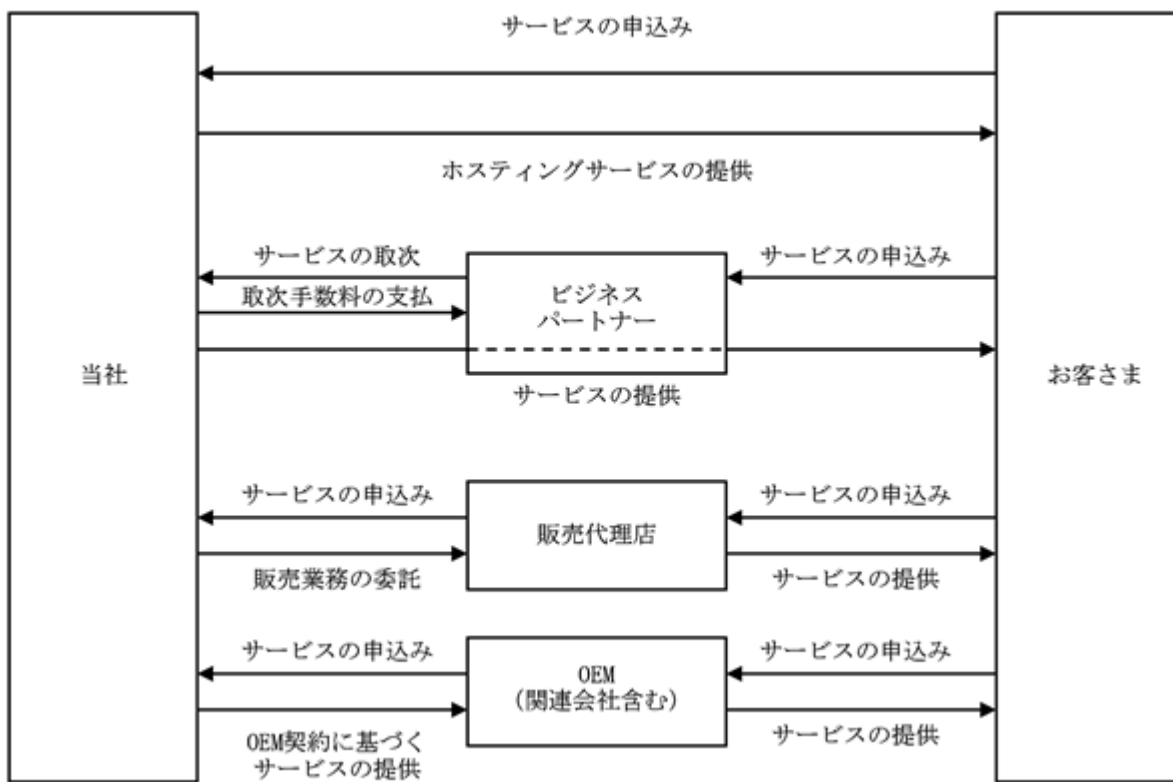 サービスの申込み
ホスティングサービスの提供
サービスの取次
サービスの申込み
取次手数料の支払
ビジネス
パートナー
当社
お客さま
サービスの提供
サービスの申込み
サービスの申込み
販売代理店
販売業務の委託
サービスの提供
サービスの申込み
サービスの申込み
OEM
(関連会社含む)
OEM契約に基づく
サービスの提供
サービスの提供